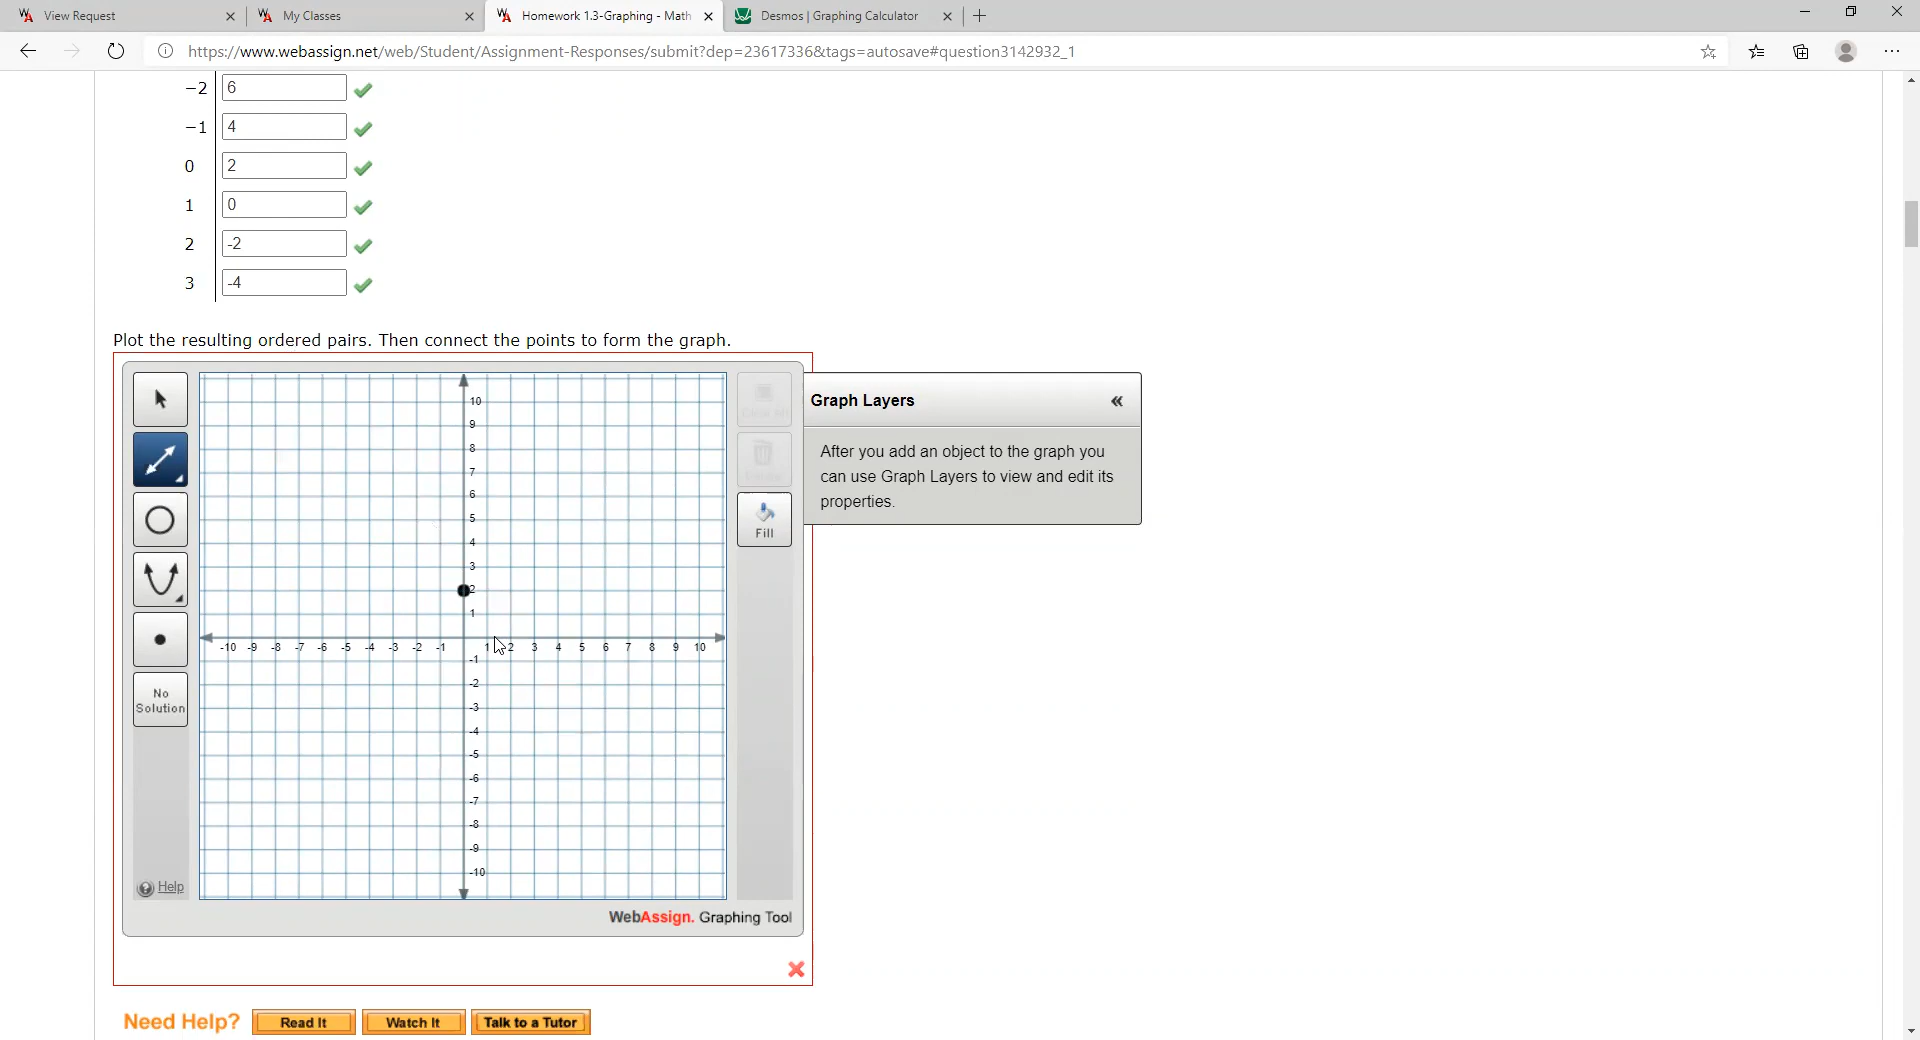 View Request
My Classes
Homework 1.3-Graphing - Math
Desmos | Graphing Calculator
https://www.webassign.net/web/Student/Assignment-Responses/submit?dep=23617336&tags=autosave#question3142932_1
−2 6
−1 4
0 2
1 0
2 -2
3 -4
Plot the resulting ordered pairs. Then connect the points to form the graph.
Graph Layers «
After you add an object to the graph you
can use Graph Layers to view and edit its
properties.
10
9
8
7
6
5
4
3
2
1
-10 -9 -8 -7 -6 -5 -4 -3 -2 -1 1 2 3 4 5 6 7 8 9 10
-1
-2
-3
-4
-5
-6
-7
-8
-9
-10
Fill
No
Solution
Help
WebAssign. Graphing Tool
Need Help? Read It Watch It Talk to a Tutor